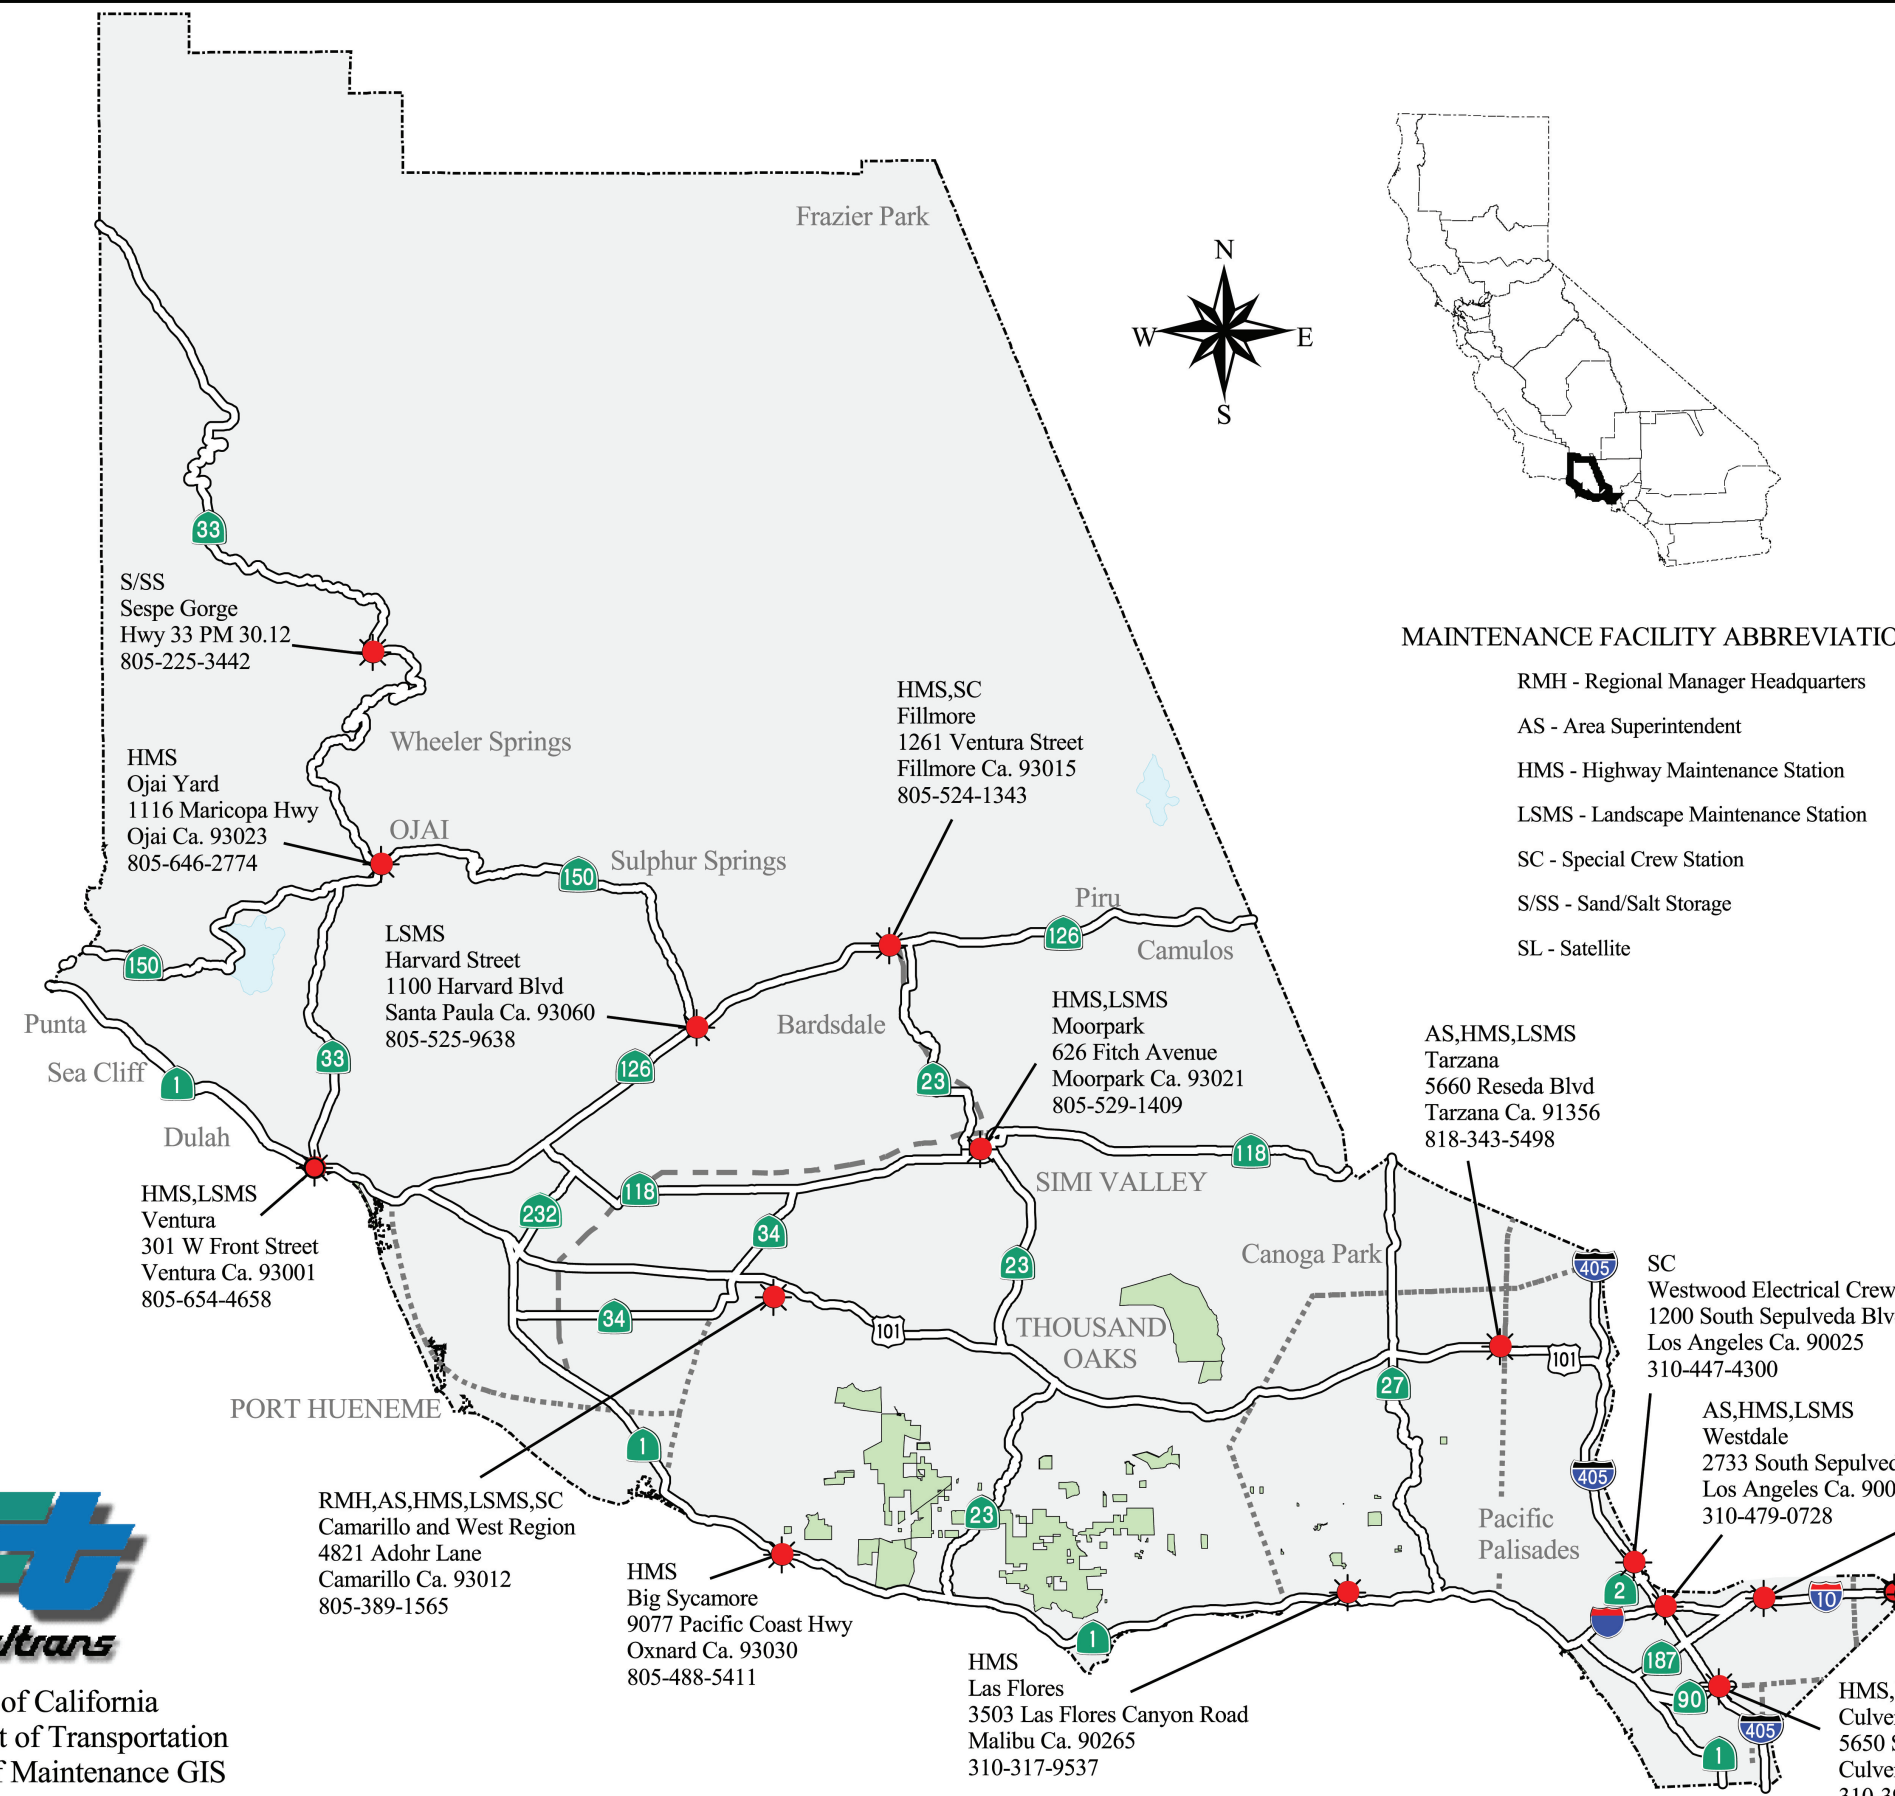 Frazier Park
N
W
E
S
33
S/SS
Sespe Gorge
Hwy 33 PM 30.12
805-225-3442
MAINTENANCE FACILITY
RMH - Regional Manager Headquarters
AS - Area Superintendent
HMS - Highway Maintenance Station
LSMS - Landscape Maintenance Station
SC - Special Crew Station
S/SS - Sand/Salt Storage
SL - Satellite
HMS,SC
Fillmore
1261 Ventura Street
Fillmore Ca. 93015
805-524-1343
Wheeler Springs
HMS
Ojai Yard
1116 Maricopa Hwy
Ojai Ca. 93023
805-646-2774
OJAI
Sulphur Springs
150
Piru
126
Camulos
LSMS
Harvard Street
1100 Harvard Blvd
Santa Paula Ca. 93060
805-525-9638
150
Punta
Sea Cliff
1
33
126
Bardsdale
23
HMS,LSMS
Moorpark
626 Fitch Avenue
Moorpark Ca. 93021
805-529-1409
AS,HMS,LSMS
Tarzana
5660 Reseda Blvd
Tarzana Ca. 91356
818-343-5498
Dulah
118
118
SIMI VALLEY
232
34
HMS,LSMS
Ventura
301 W Front Street
Ventura Ca. 93001
805-654-4658
23
Canoga Park
405
SC
Westwood Electrical Crew
1200 South Sepulveda
Los Angeles Ca. 90025
310-447-4300
34
101
THOUSAND
OAKS
101
27
PORT HUENEME
1
405
AS,HMS,LSMS
Westdale
2733 South
Los Angeles Ca.
310-479-0728
23
Pacific
Palisades
RMH,AS,HMS,LSMS,SC
Camarillo and West Region
4821 Adohr Lane
Camarillo Ca. 93012
805-389-1565
HMS
Big Sycamore
9077 Pacific Coast Hwy
Oxnard Ca. 93030
805-488-5411
2
10
1
187
90
405
1
HMS
Las Flores
3503 Las Flores Canyon Road
Malibu Ca. 90265
310-317-9537
HMS,
5650
of California
of Transportation
Maintenance GIS